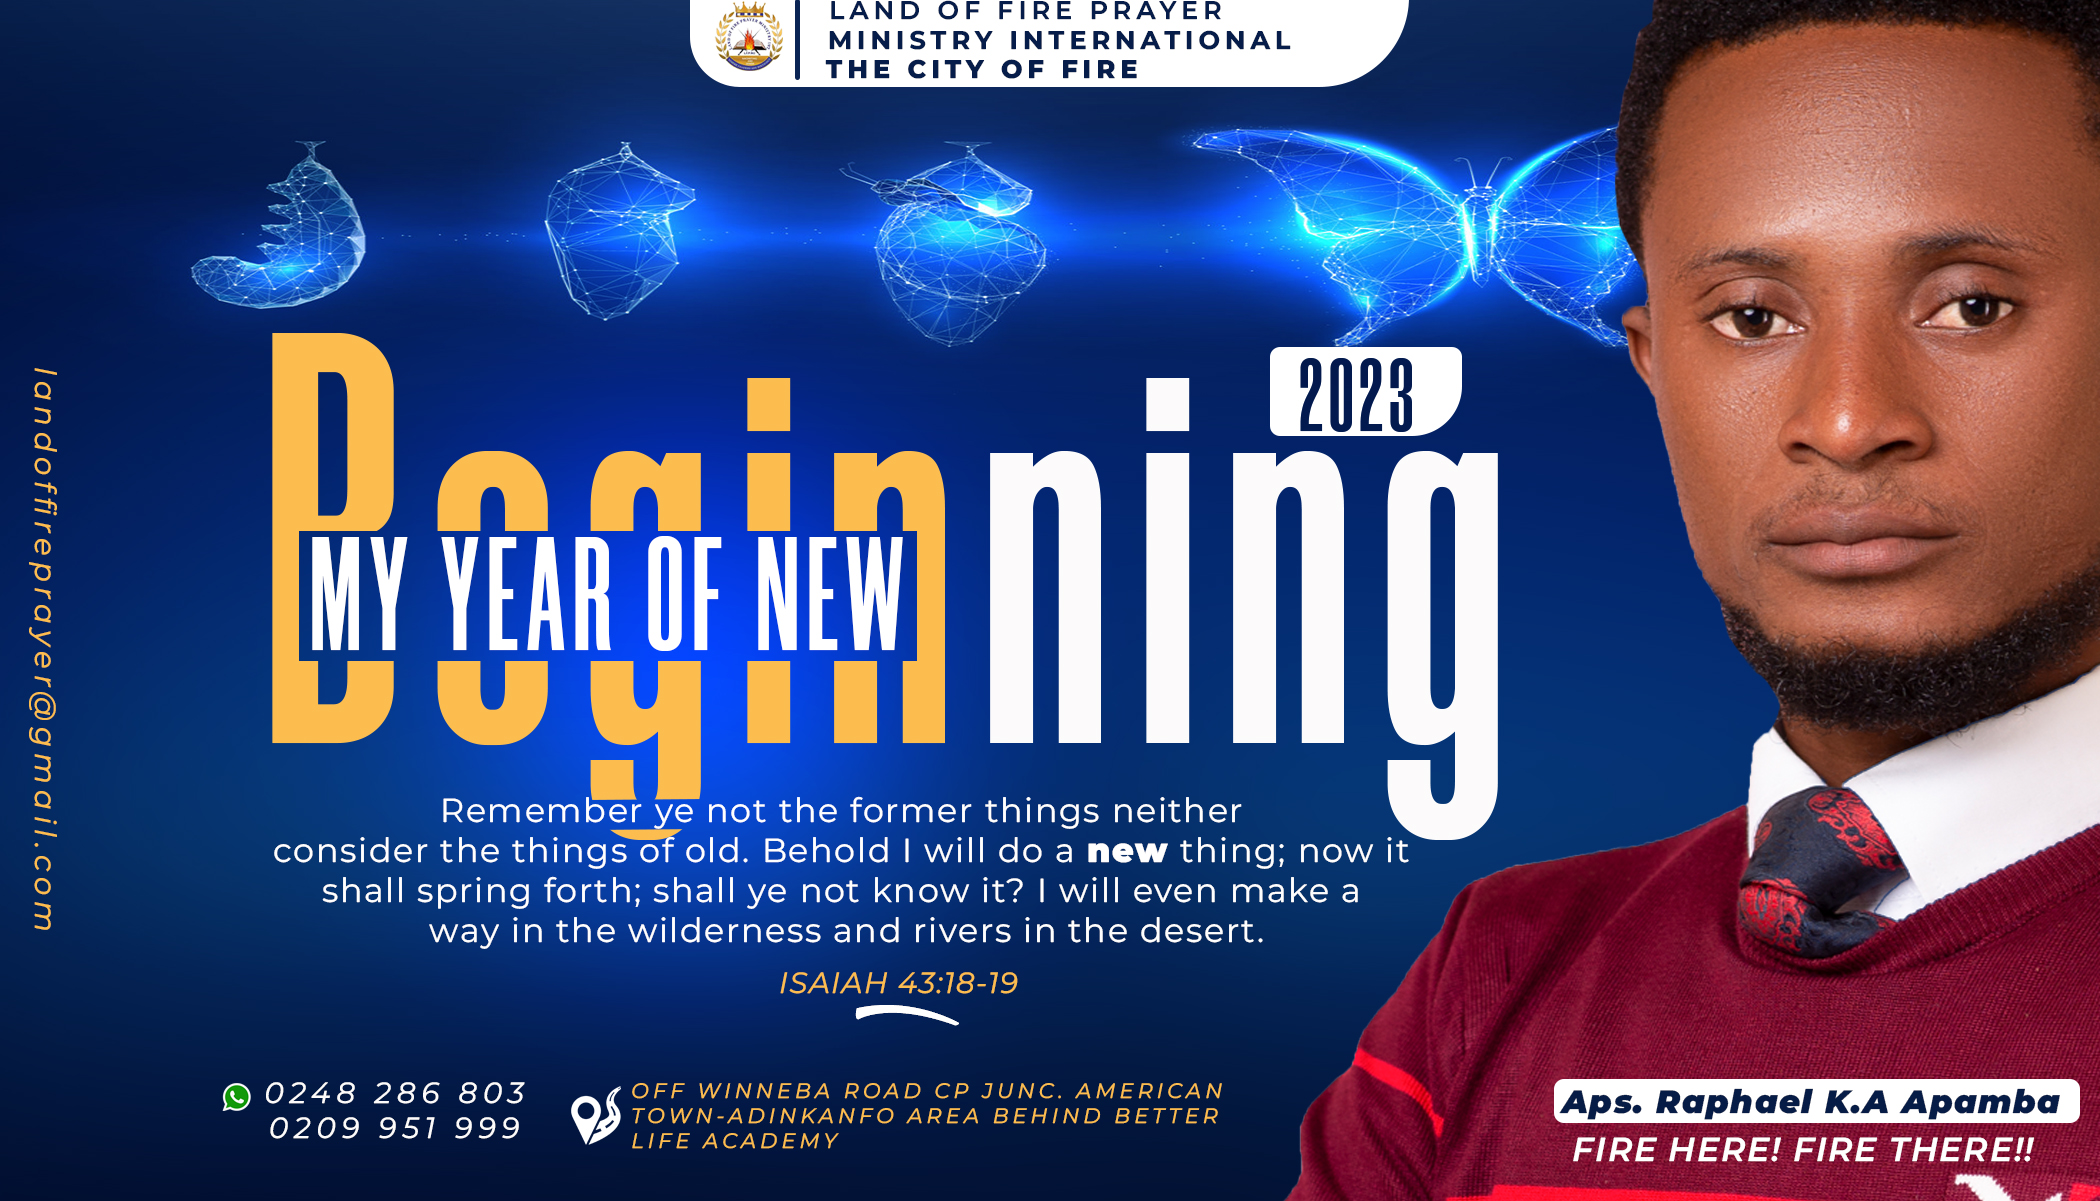 LAND OF FIRE PRAYER
MINISTRY INTERNATIONAL
THE CITY OF FIRE
2023
Beginning
MY YEAR OF NEW
Remember ye not the former things neither
consider the things of old. Behold I will do a new thing; now it
shall spring forth; shall ye not know it? I will even make a
way in the wilderness and rivers in the desert.
ISAIAH 43:18-19
landoffireprayer@gmail.com
0248 286 803
0209 951 999
OFF WINNEBA ROAD CP JUNC. AMERICAN
TOWN-ADINKANFO AREA BEHIND BETTER
LIFE ACADEMY
Aps. Raphael K.A Apamba
FIRE HERE! FIRE THERE!!